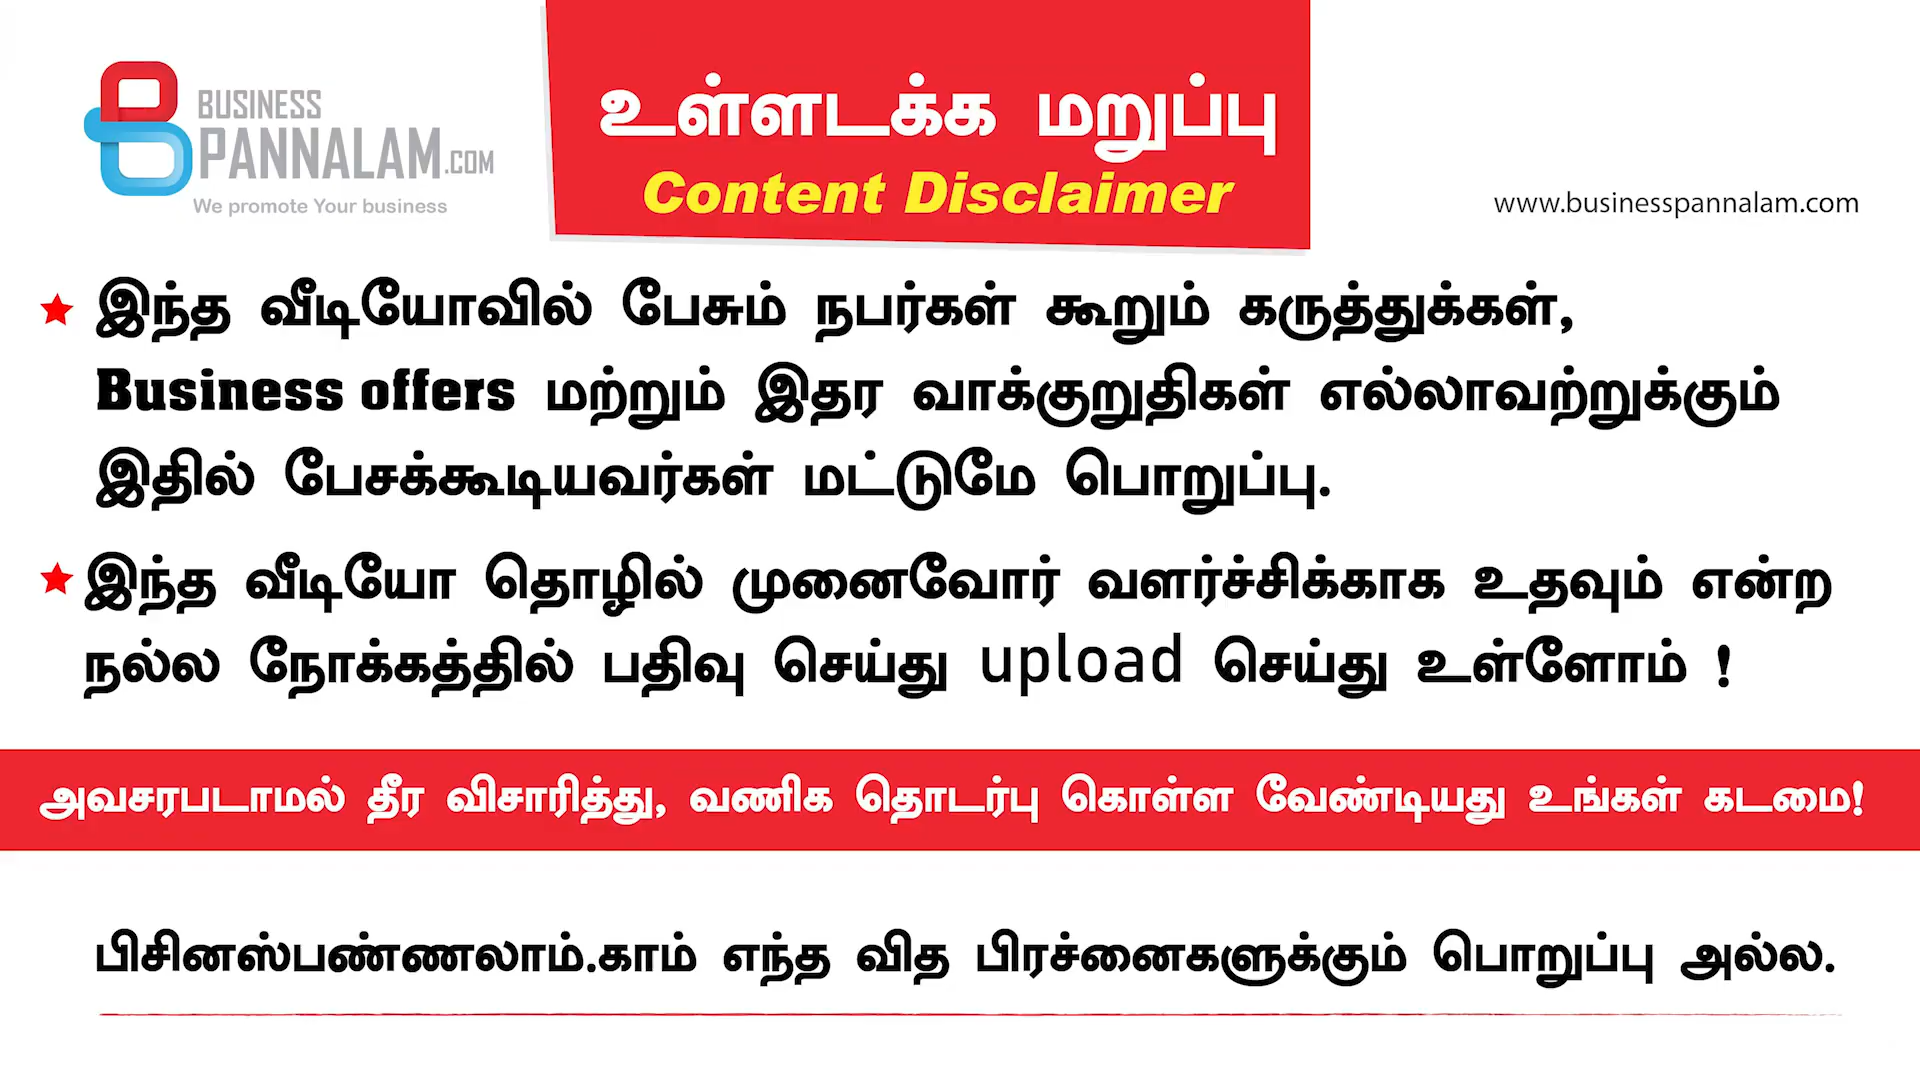 BUSINESS
PANNALAM.COM
We promote Your business
உள்ளடக்க மறுப்பு
Content Disclaimer
www.businesspannalam.com
இந்த வீடியோவில் பேசும் நபர்கள் கூறும் கருத்துக்கள்,
Business offers மற்றும் இதர வாக்குறுதிகள் எல்லாவற்றுக்கும்
இதில் பேசக்கூடியவர்கள் மட்டுமே பொறுப்பு.
இந்த வீடியோ தொழில் முனைவோர் வளர்ச்சிக்காக உதவும் என்ற
நல்ல நோக்கத்தில் பதிவு செய்து upload செய்து உள்ளோம் !
அவசரபடாமல் தீர விசாரித்து, வணிக தொடர்பு கொள்ள வேண்டியது உங்கள் கடமை!
பிசினஸ்பண்ணலாம்.காம் எந்த வித பிரச்னைகளுக்கும் பொறுப்பு அல்ல.